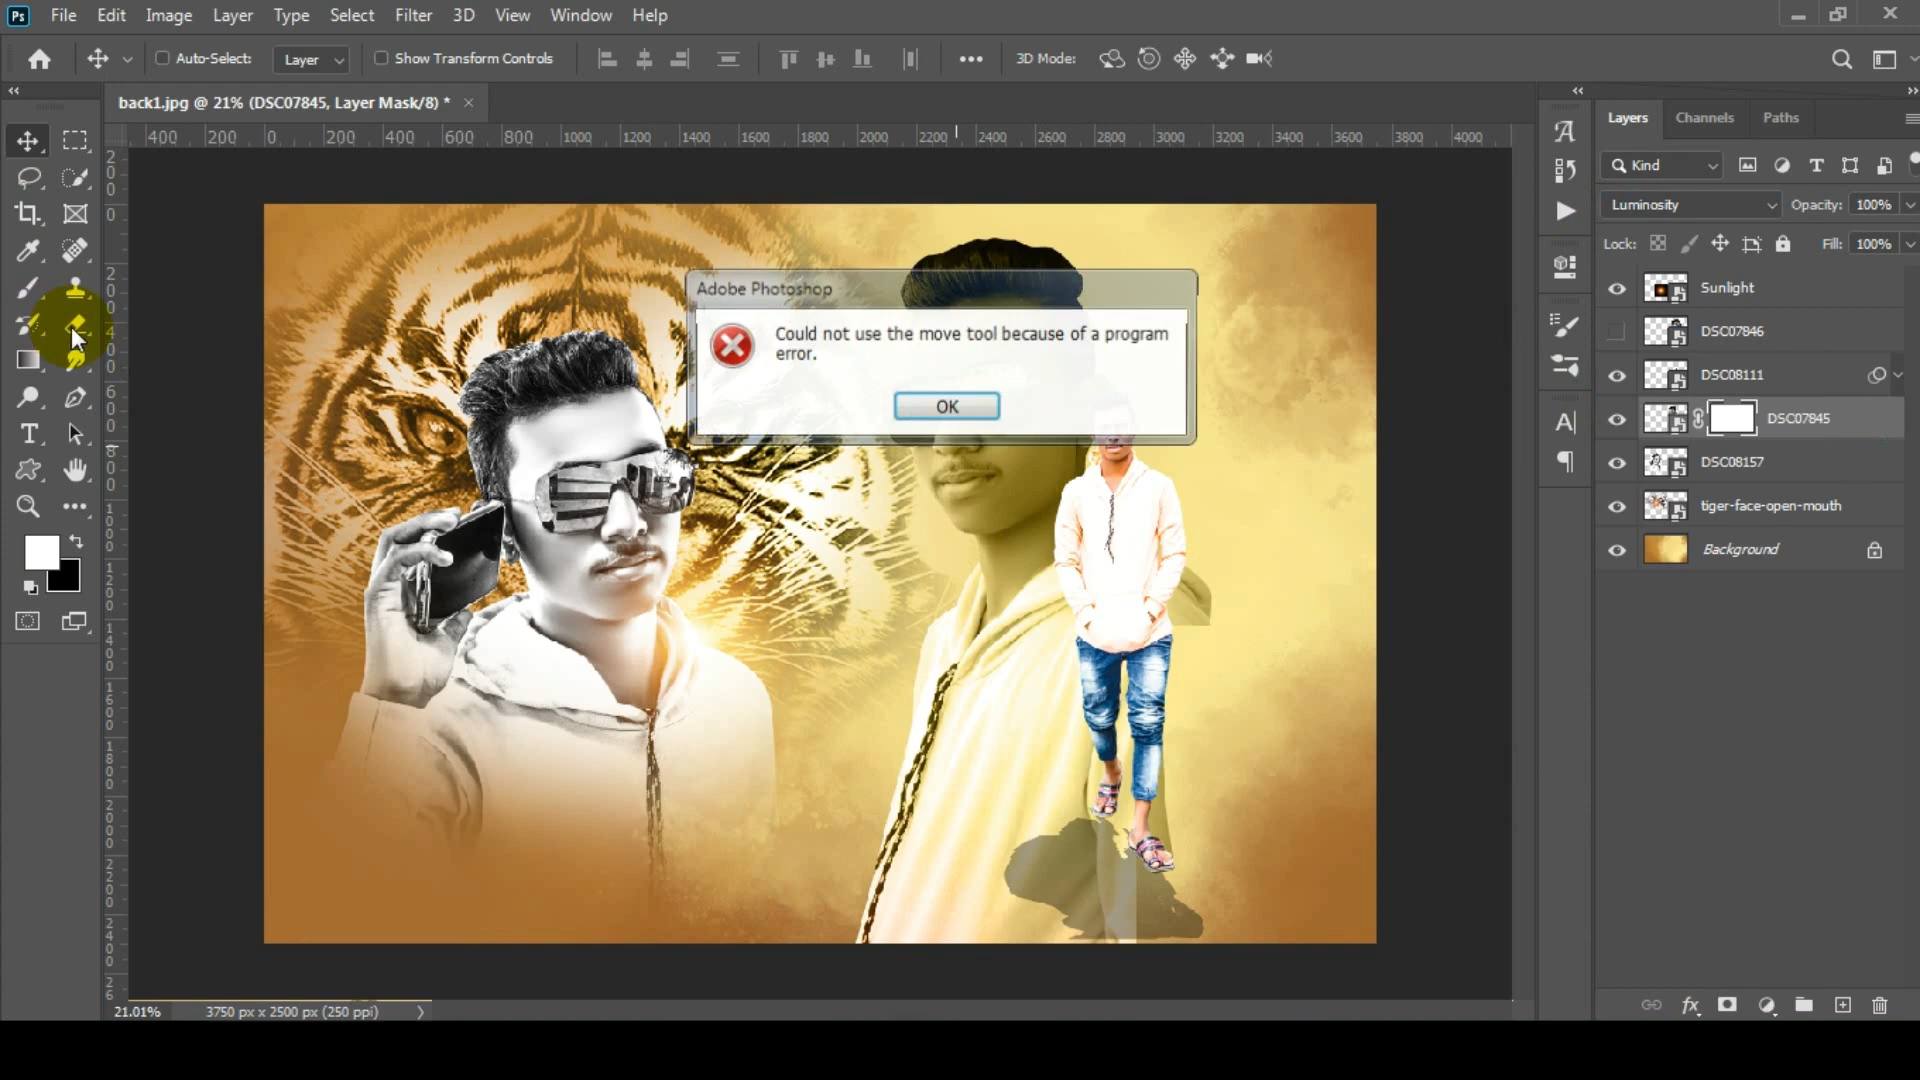 Ps File Edit Image Layer Type Select Filter 3D View Window Help
Auto-Select: Layer Show Transform Controls 3D Mode:
back1.jpg @ 21% (DSC07845, Layer Mask/8) *
400 200 0 200 400 600 800 1000 1200 1400 1600 1800 2000 2200 2400 2600 2800 3000 3200 3400 3600 3800 4000
Adobe Photoshop
Could not use the move tool because of a program
error.
OK
Layers Channels Paths
Kind
Luminosity Opacity: 100%
Lock: Fill: 100%
Sunlight
DSC07846
DSC08111
DSC07845
DSC08157
tiger-face-open-mouth
Background
fx
21.01% 3750 px x 2500 px (250 ppi)